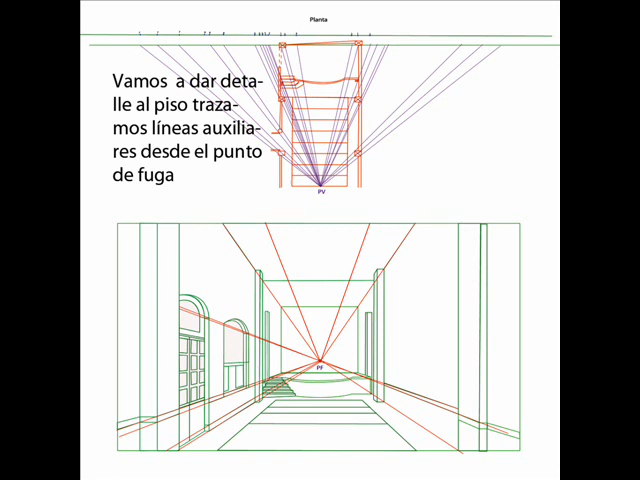 Planta
Vamos a dar deta-
lle al piso traza-
mos líneas auxilia-
res desde el punto
de fuga
PV
PF